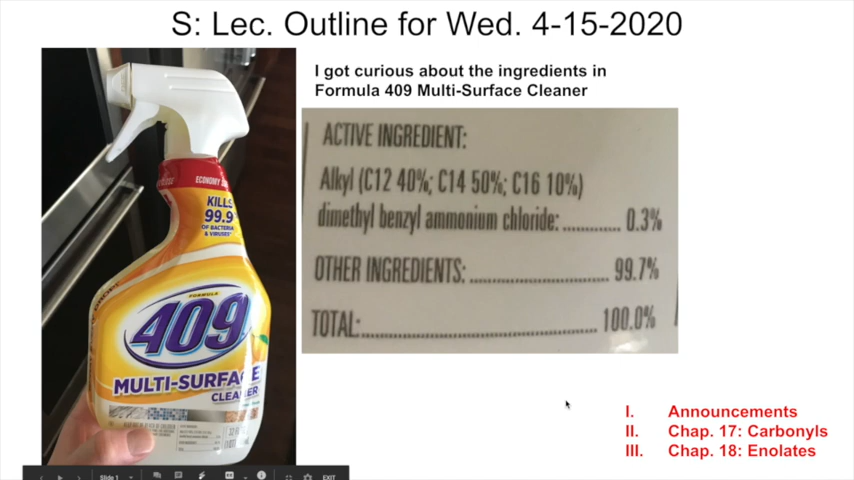 S: Lec. Outline for Wed. 4-15-2020
I got curious about the ingredients in
Formula 409 Multi-Surface Cleaner
ACTIVE INGREDIENT:
Alkyl (C12 40%; C14 50%; C16 10%)
dimethyl benzyl ammonium chloride: 0.3%
OTHER INGREDIENTS: 99.7%
TOTAL: 100.0%
ECONOMY
KILLS
99.9
OF BACTERIA
& VIRUSES
FORMULA
409
MULTI-SURFACE
CLEANER
I. Announcements
II. Chap. 17: Carbonyls
III. Chap. 18: Enolates
Slide 1
EXIT